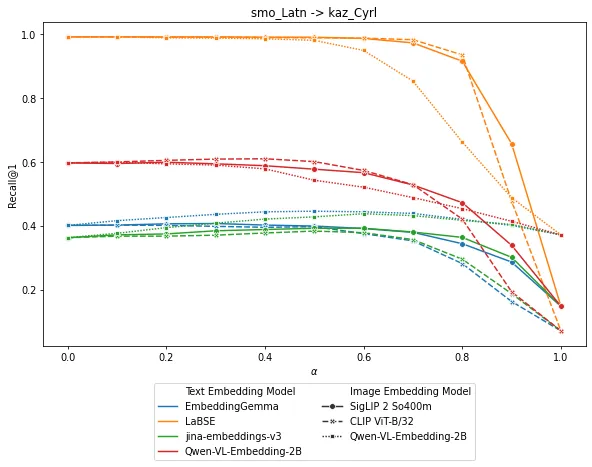 smo_Latn -> kaz_Cyrl
Recall@1
1.0
0.8
0.6
0.4
0.2
0.0 0.2 0.4 0.6 0.8 1.0
α
Text Embedding Model
EmbeddingGemma
LaBSE
jina-embeddings-v3
Qwen-VL-Embedding-2B
Image Embedding Model
SigLIP 2 So400m
CLIP ViT-B/32
Qwen-VL-Embedding-2B